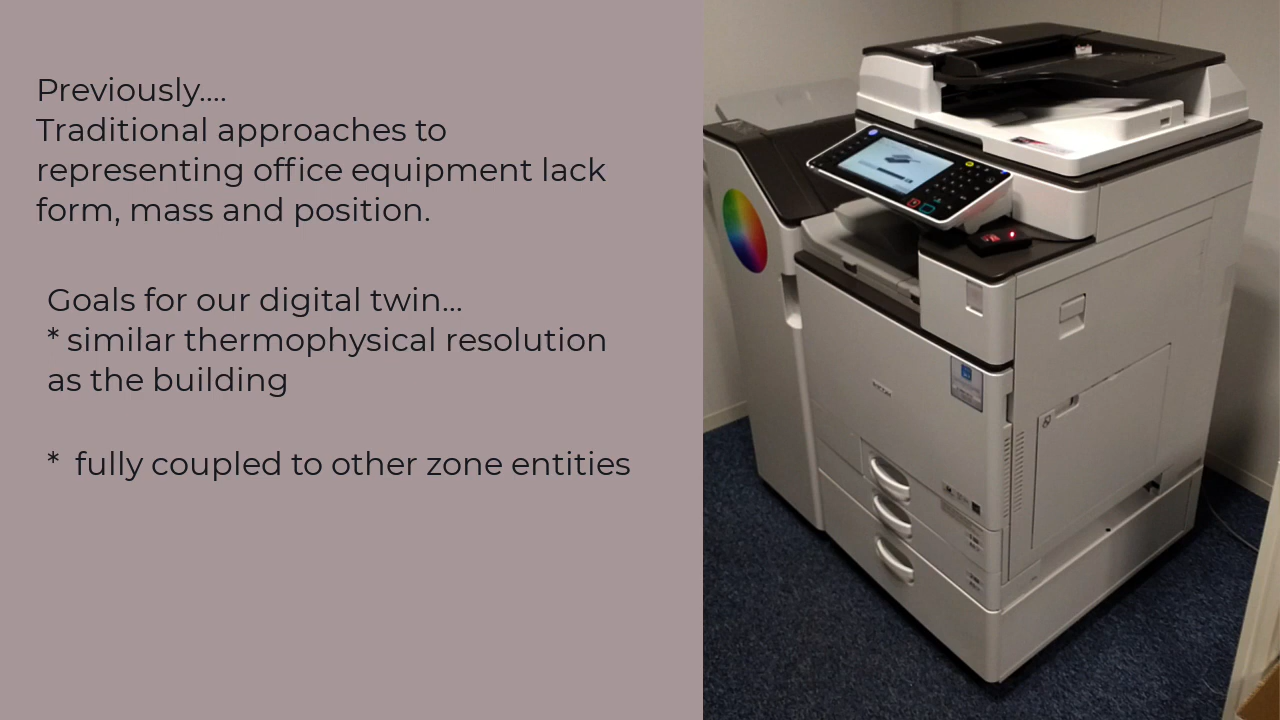 Previously....
Traditional approaches to
representing office equipment lack
form, mass and position.
Goals for our digital twin...
* similar thermophysical resolution
as the building
* fully coupled to other zone entities
RICOH